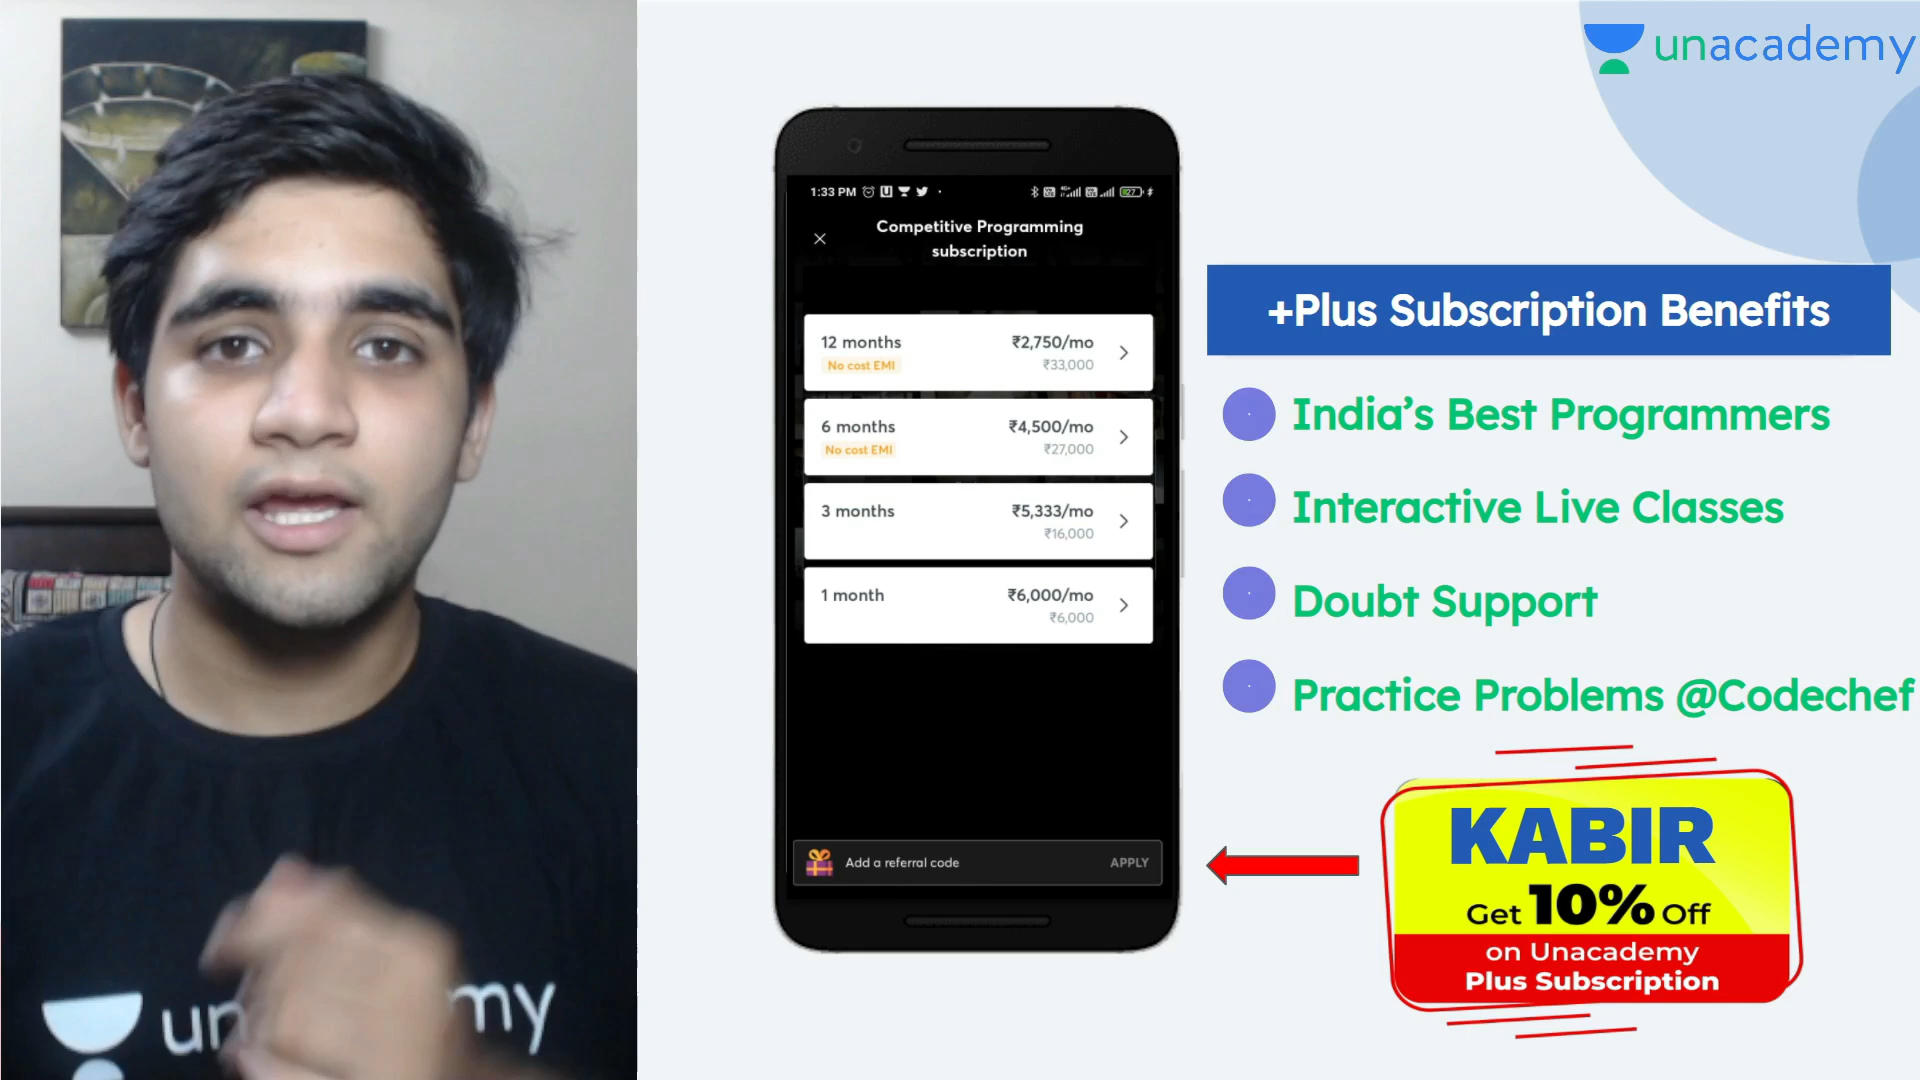 unacademy
1:33 PM
27
Competitive Programming
subscription
12 months
₹2,750/mo
No cost EMI
₹33,000
6 months
₹4,500/mo
No cost EMI
₹27,000
3 months
₹5,333/mo
₹16,000
1 month
₹6,000/mo
₹6,000
Add a referral code
APPLY
+Plus Subscription Benefits
India's Best Programmers
Interactive Live Classes
Doubt Support
Practice Problems @Codechef
KABIR
Get 10% Off
on Unacademy
Plus Subscription
un my